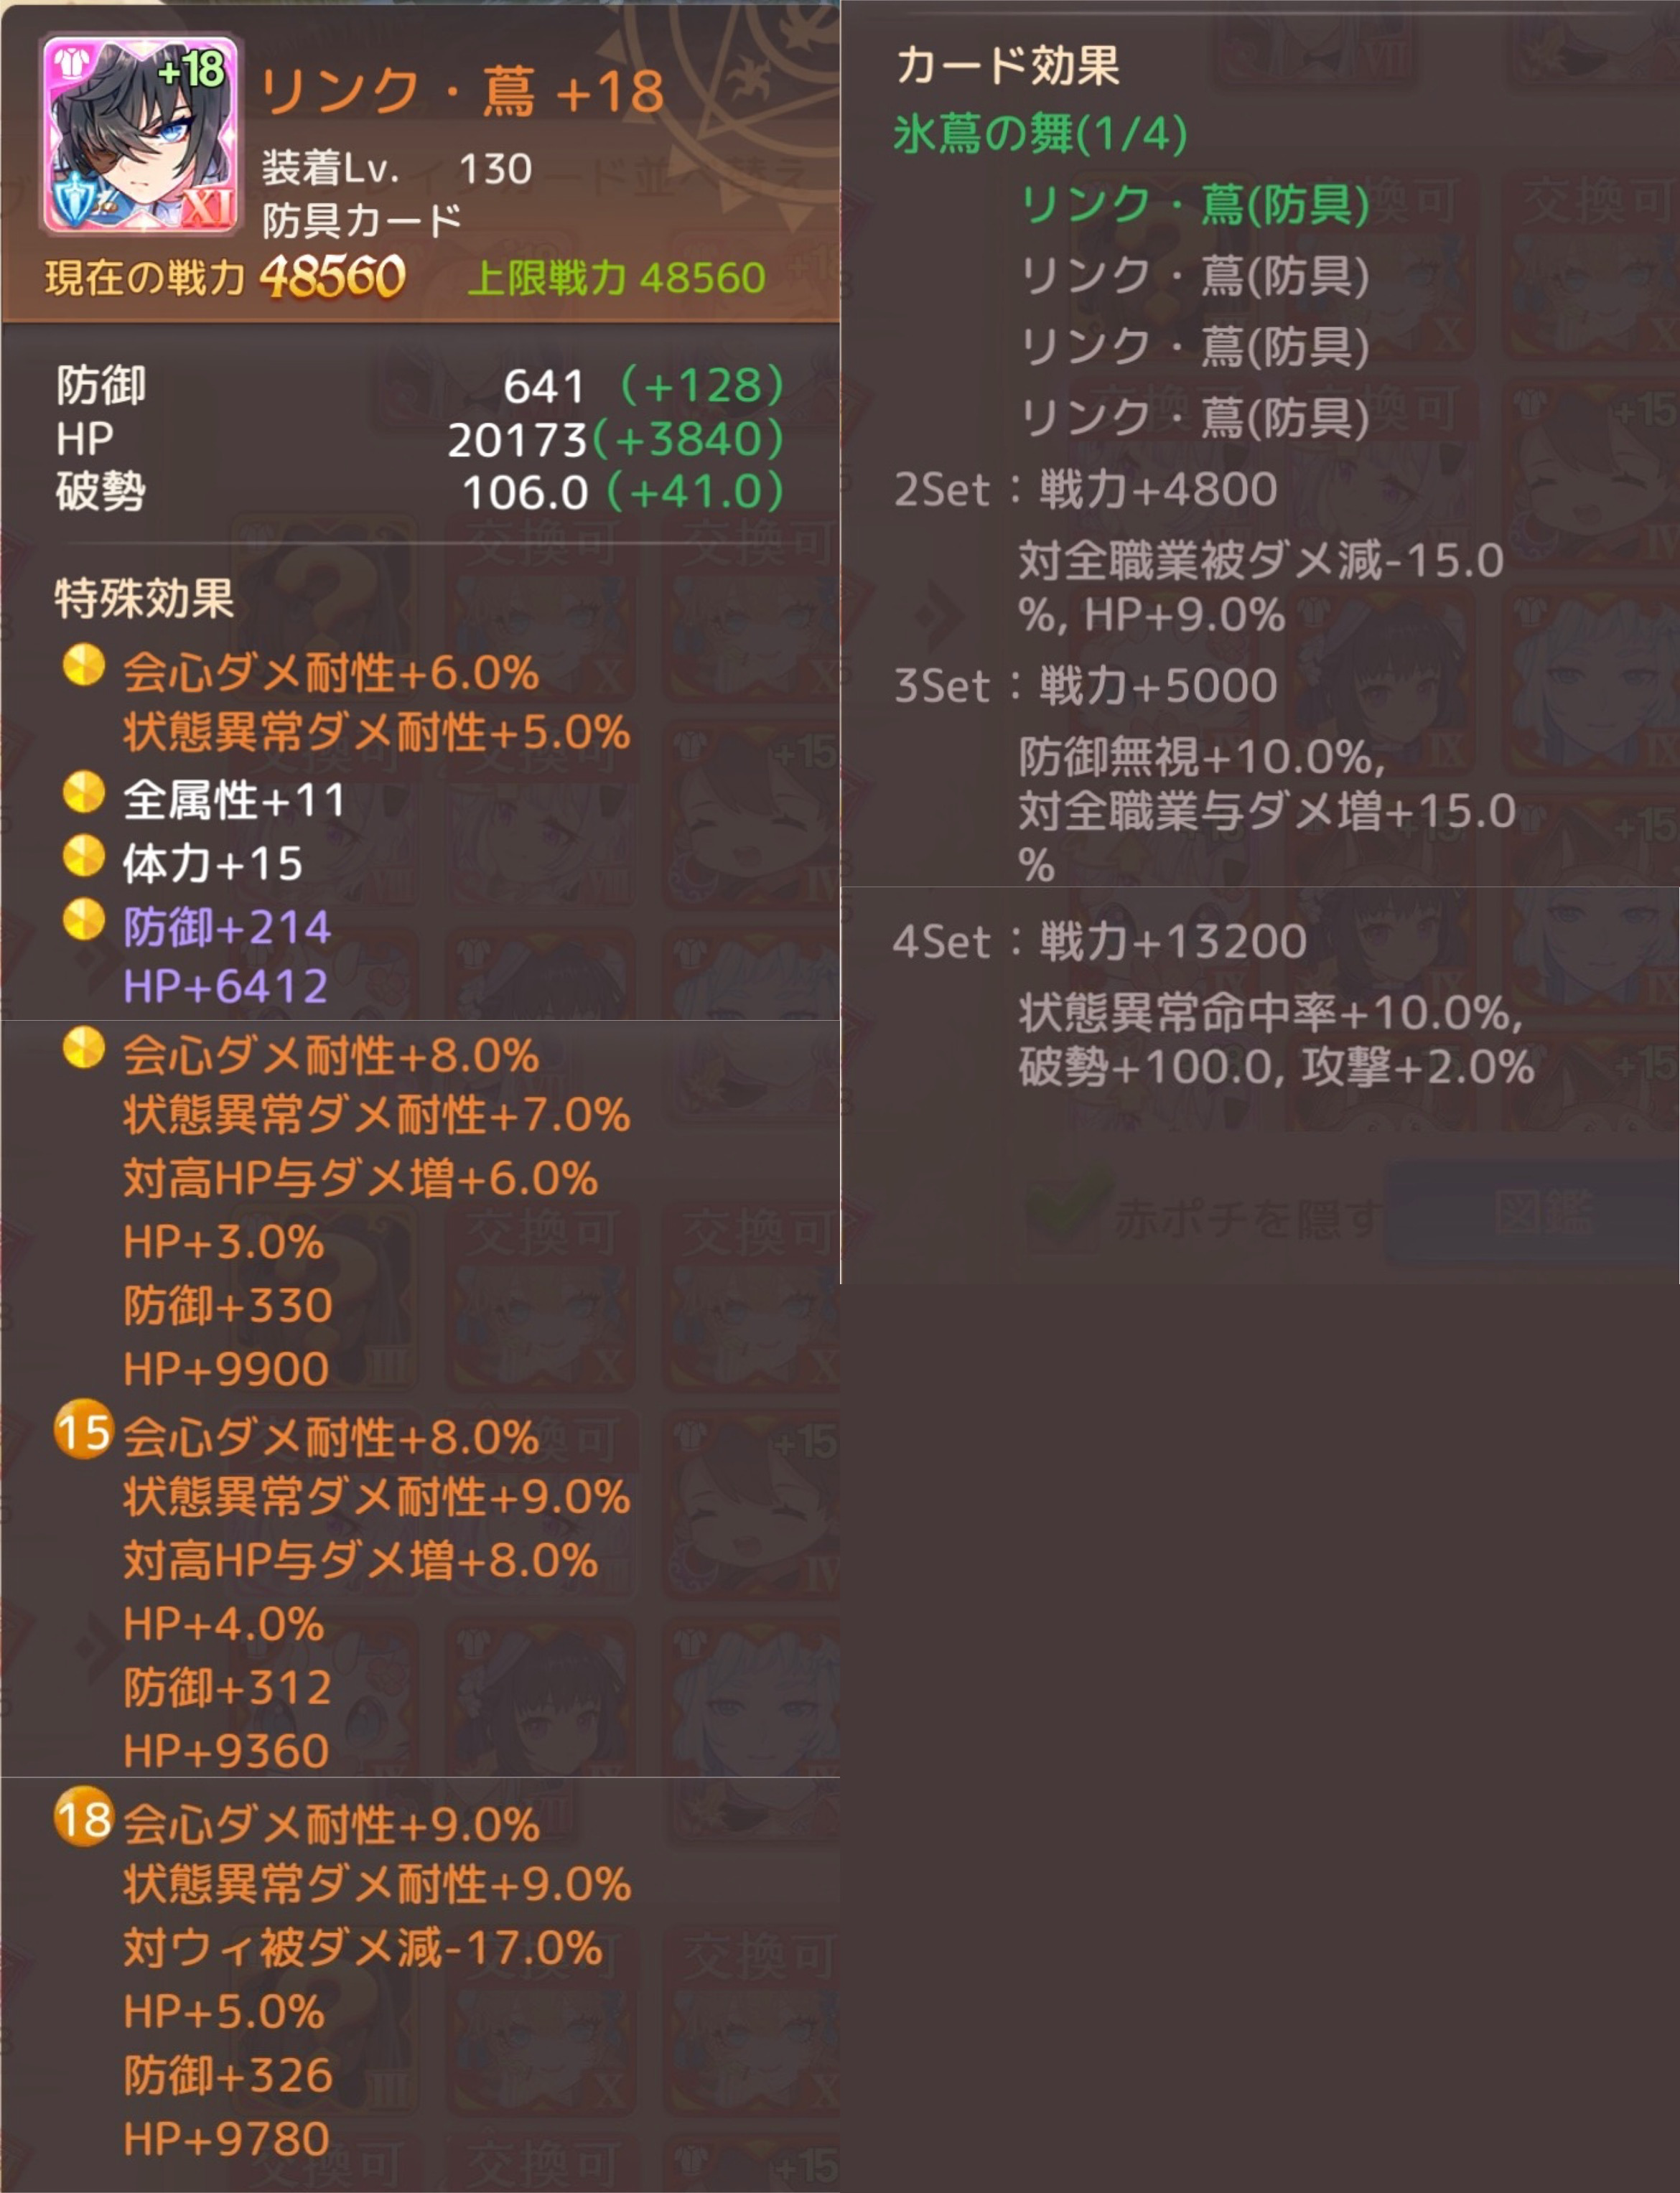 +18
XI
リンク・蔦 +18
装着Lv. 130
防具カード
現在の戦力 48560 上限戦力 48560
防御 641 (+128)
HP 20173(+3840)
破勢 106.0 (+41.0)
特殊効果
会心ダメ耐性+6.0%
状態異常ダメ耐性+5.0%
全属性+11
体力+15
防御+214
HP+6412
会心ダメ耐性+8.0%
状態異常ダメ耐性+7.0%
対高HP与ダメ増+6.0%
HP+3.0%
防御+330
HP+9900
15 会心ダメ耐性+8.0%
状態異常ダメ耐性+9.0%
対高HP与ダメ増+8.0%
HP+4.0%
防御+312
HP+9360
18 会心ダメ耐性+9.0%
状態異常ダメ耐性+9.0%
対ウィ被ダメ減-17.0%
HP+5.0%
防御+326
HP+9780
カード効果
氷蔦の舞(1/4)
リンク・蔦(防具)
リンク・蔦(防具)
リンク・蔦(防具)
リンク・蔦(防具)
2Set：戦力+4800
対全職業被ダメ減-15.0
%, HP+9.0%
3Set：戦力+5000
防御無視+10.0%,
対全職業与ダメ増+15.0
%
4Set：戦力+13200
状態異常命中率+10.0%,
破勢+100.0, 攻撃+2.0%
赤ポチを隠す
図鑑